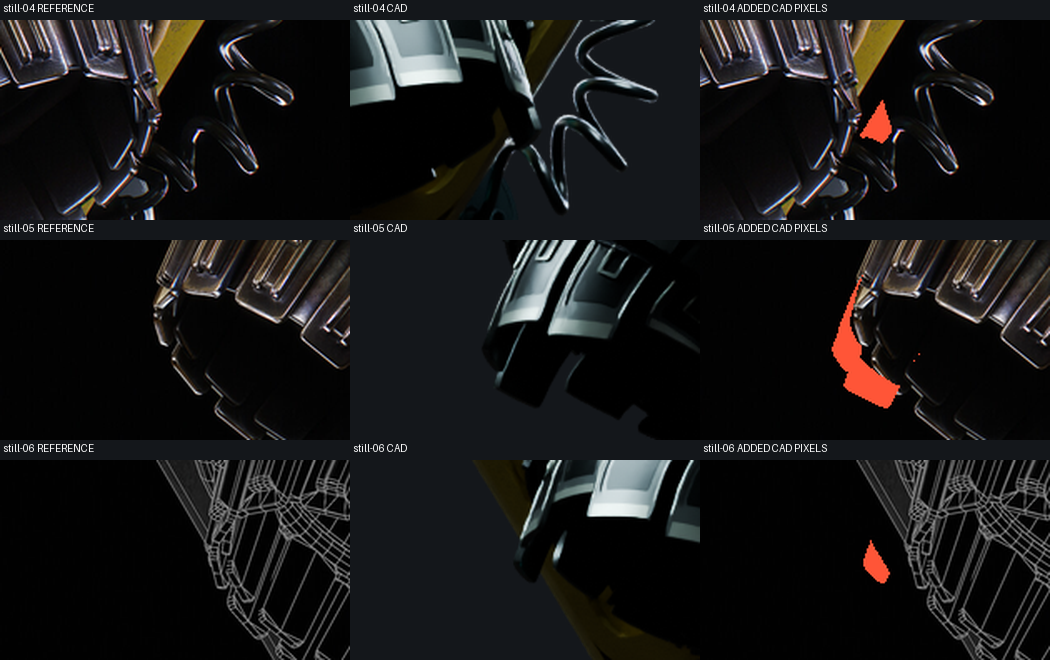 still-04 REFERENCE
still-04 CAD
still-04 ADDED CAD PIXELS
still-05 REFERENCE
still-05 CAD
still-05 ADDED CAD PIXELS
still-06 REFERENCE
still-06 CAD
still-06 ADDED CAD PIXELS